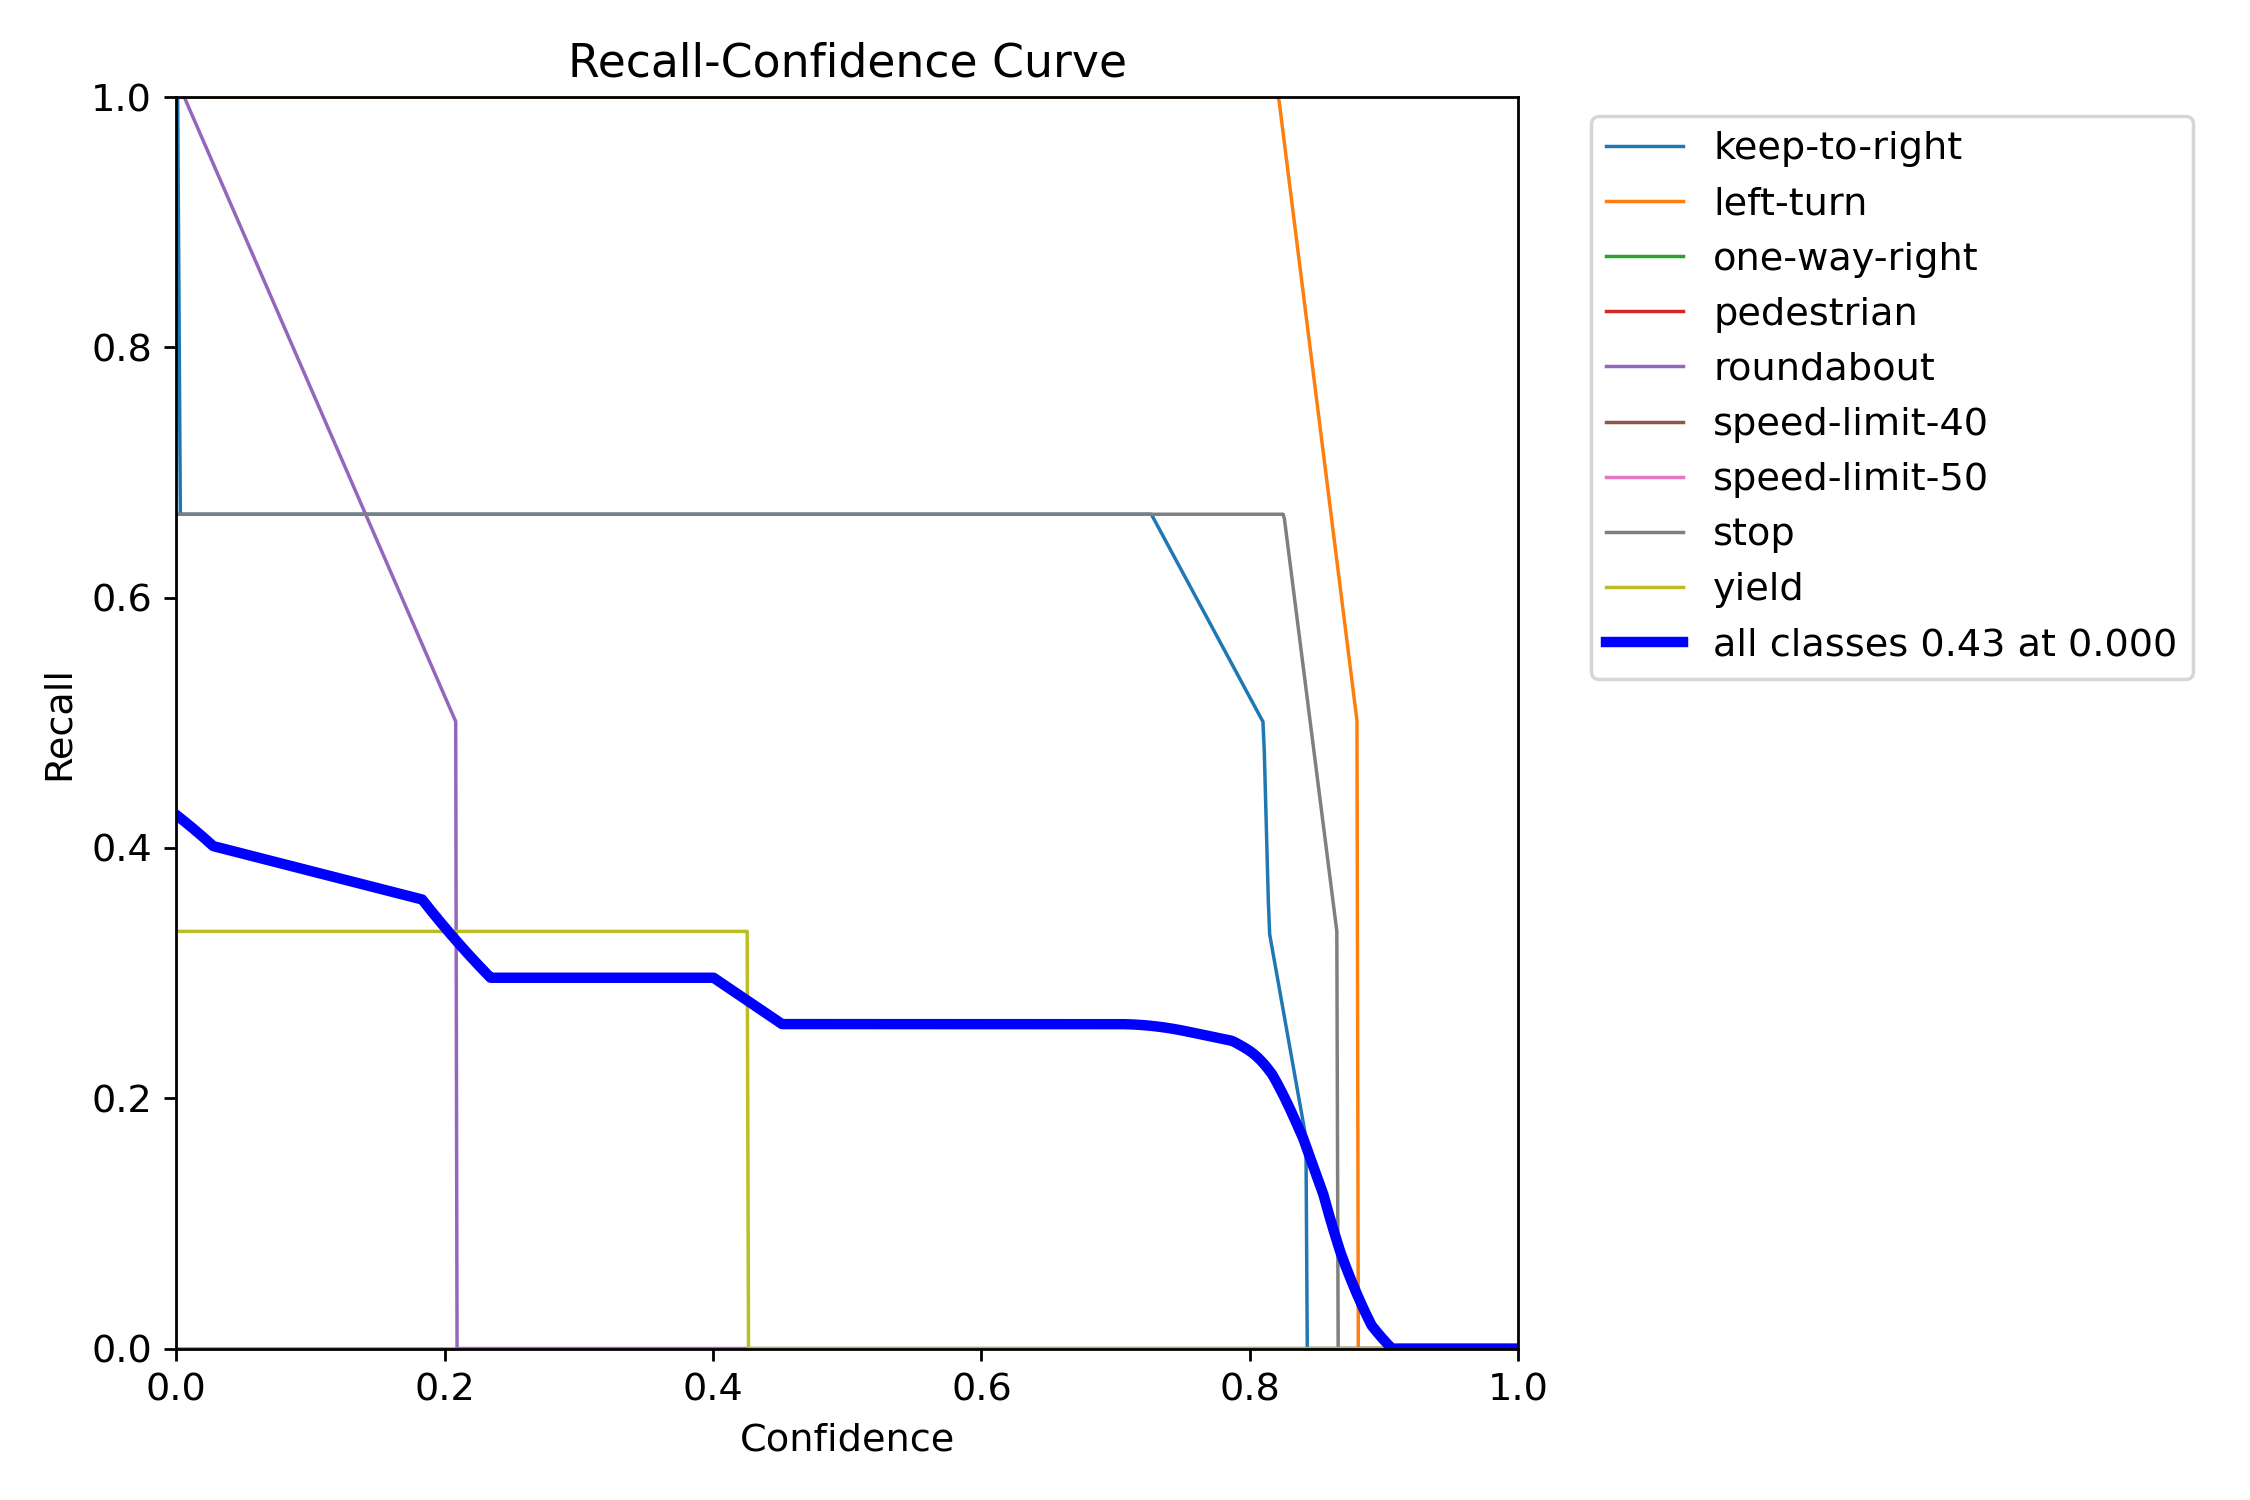 Recall-Confidence Curve
1.0
0.8
0.6
0.4
0.2
0.0
Recall
0.0 0.2 0.4 0.6 0.8 1.0
Confidence
keep-to-right
left-turn
one-way-right
pedestrian
roundabout
speed-limit-40
speed-limit-50
stop
yield
all classes 0.43 at 0.000